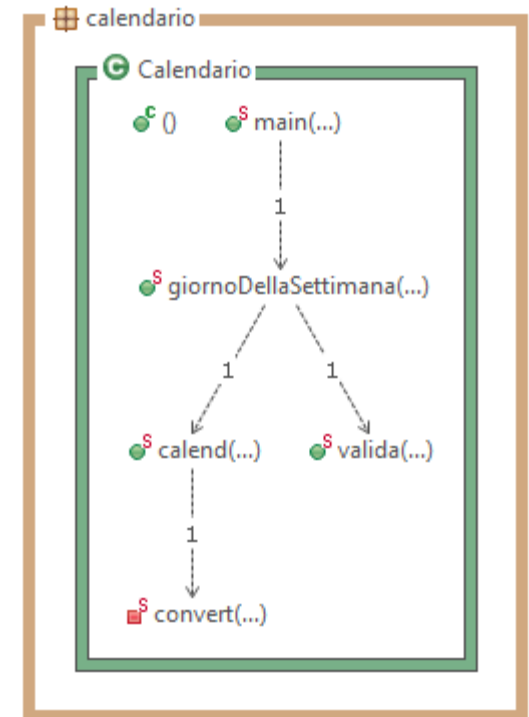 calendario
C Calendario
C () S main(...)
1
S giornoDellaSettimana(...)
1 1
S calend(...) S valida(...)
1
S convert(...)